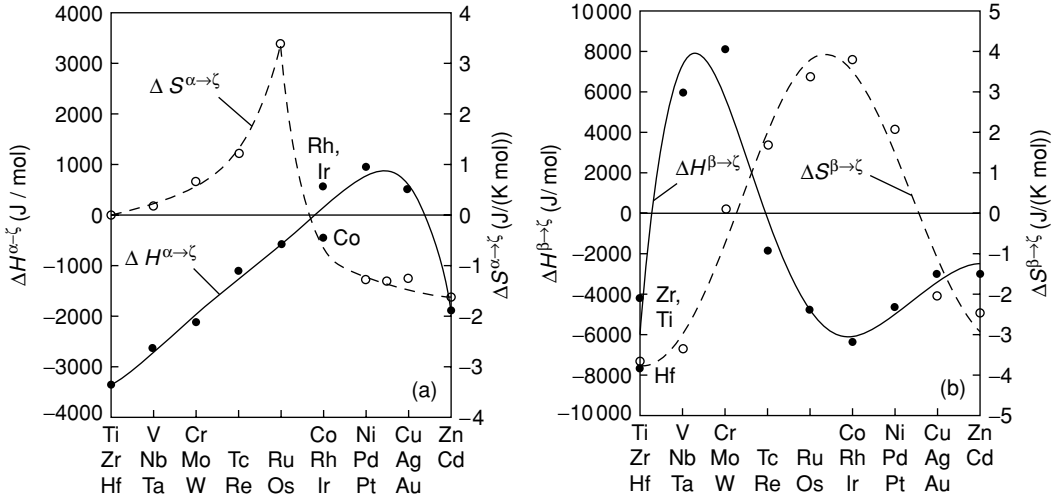 4000
3000
2000
1000
0
−1000
−2000
−3000
−4000
ΔH^α−ζ (J / mol)
Δ S^α→ζ
Δ H^α→ζ
Rh,
Ir
Co
(a)
4
3
2
1
0
−1
−2
−3
−4
ΔS^α→ζ (J/(K mol))
Ti V Cr Co Ni Cu Zn
Zr Nb Mo Tc Ru Rh Pd Ag Cd
Hf Ta W Re Os Ir Pt Au
10 000
8000
6000
4000
2000
0
−2000
−4000
−6000
−8000
−10 000
ΔH^β→ζ (J/ mol)
ΔH^β→ζ
ΔS^β→ζ
Zr,
Ti
Hf
(b)
5
4
3
2
1
0
−1
−2
−3
−4
−5
ΔS^β→ζ (J/(K mol))
Ti V Cr Co Ni Cu Zn
Zr Nb Mo Tc Ru Rh Pd Ag Cd
Hf Ta W Re Os Ir Pt Au